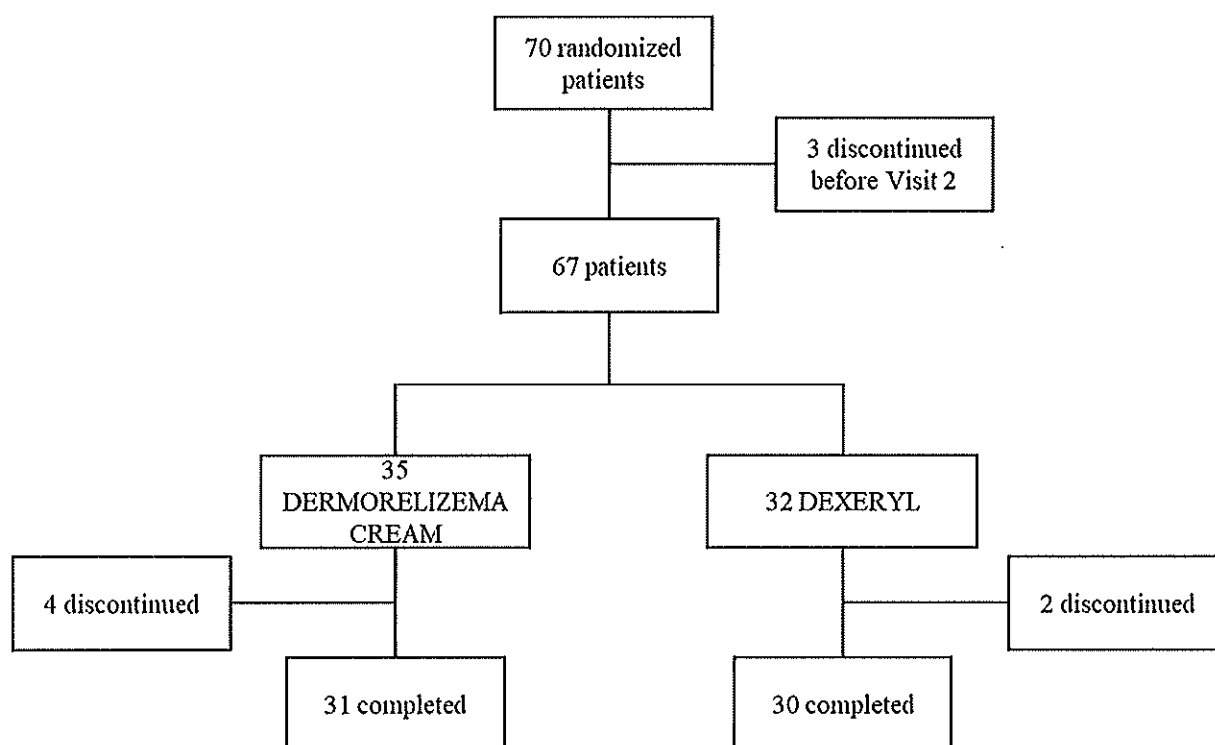 70 randomized
patients
3 discontinued
before Visit 2
67 patients
35
DERMORELIZEMA
CREAM
32 DEXERYL
4 discontinued
2 discontinued
31 completed
30 completed